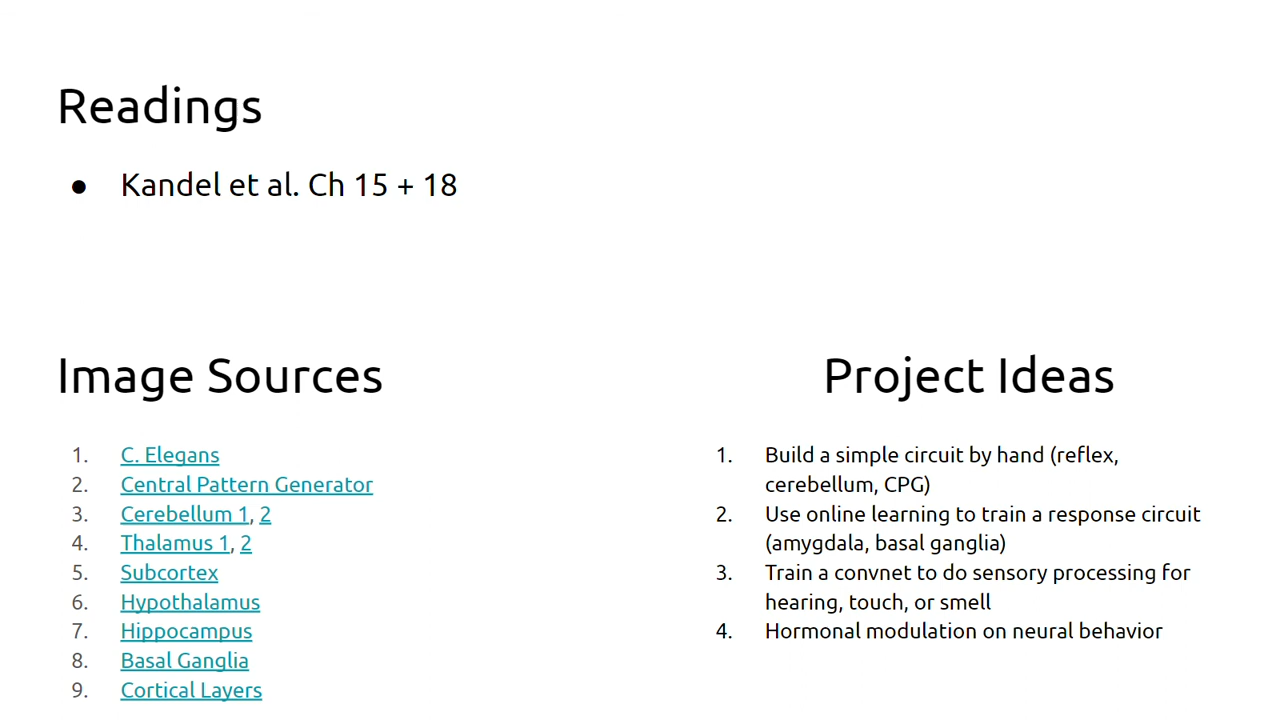 Readings
● Kandel et al. Ch 15 + 18
Image Sources
1. C. Elegans
2. Central Pattern Generator
3. Cerebellum 1, 2
4. Thalamus 1, 2
5. Subcortex
6. Hypothalamus
7. Hippocampus
8. Basal Ganglia
9. Cortical Layers
Project Ideas
1. Build a simple circuit by hand (reflex,
cerebellum, CPG)
2. Use online learning to train a response circuit
(amygdala, basal ganglia)
3. Train a convnet to do sensory processing for
hearing, touch, or smell
4. Hormonal modulation on neural behavior